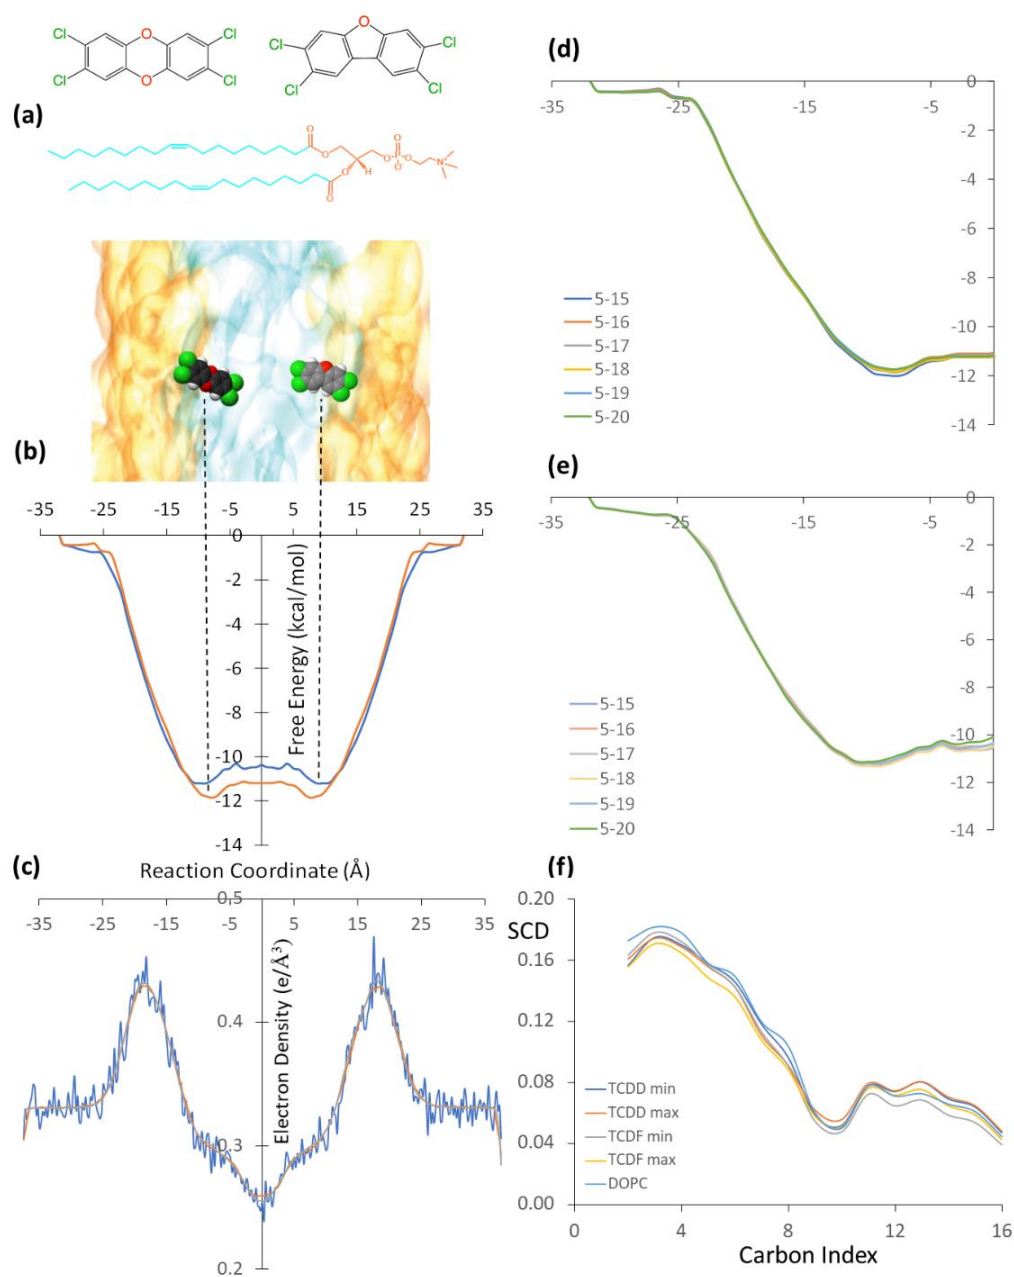 Cl
O
Cl
Cl
O
Cl
O
Cl
Cl
Cl
Cl
(a)
O
O
O
O
P
O
O-
N+
O
H
O
(b)
-35
-25
-15
-5
5
15
25
35
0
-2
-4
-6
-8
-10
-12
-14
Free Energy (kcal/mol)
Reaction Coordinate (Å)
(c)
0.5
-35
-25
-15
-5
5
15
25
35
0.4
0.3
0.2
Electron Density (e/Å³)
(d)
-35
-25
-15
-5
0
-2
-4
-6
-8
-10
-12
-14
5-15
5-16
5-17
5-18
5-19
5-20
(e)
-35
-25
-15
-5
0
-2
-4
-6
-8
-10
-12
-14
5-15
5-16
5-17
5-18
5-19
5-20
(f)
SCD
0.20
0.16
0.12
0.08
0.04
0.00
TCDD min
TCDD max
TCDF min
TCDF max
DOPC
0
4
8
12
16
Carbon Index